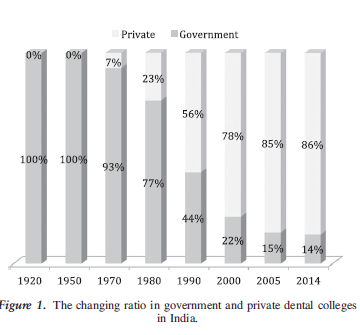 Private Government
0% 0% 7% 23% 56% 78% 85% 86%
100% 100% 93% 77% 44% 22% 15% 14%
1920 1950 1970 1980 1990 2000 2005 2014
Figure 1. The changing ratio in government and private dental colleges
in India.